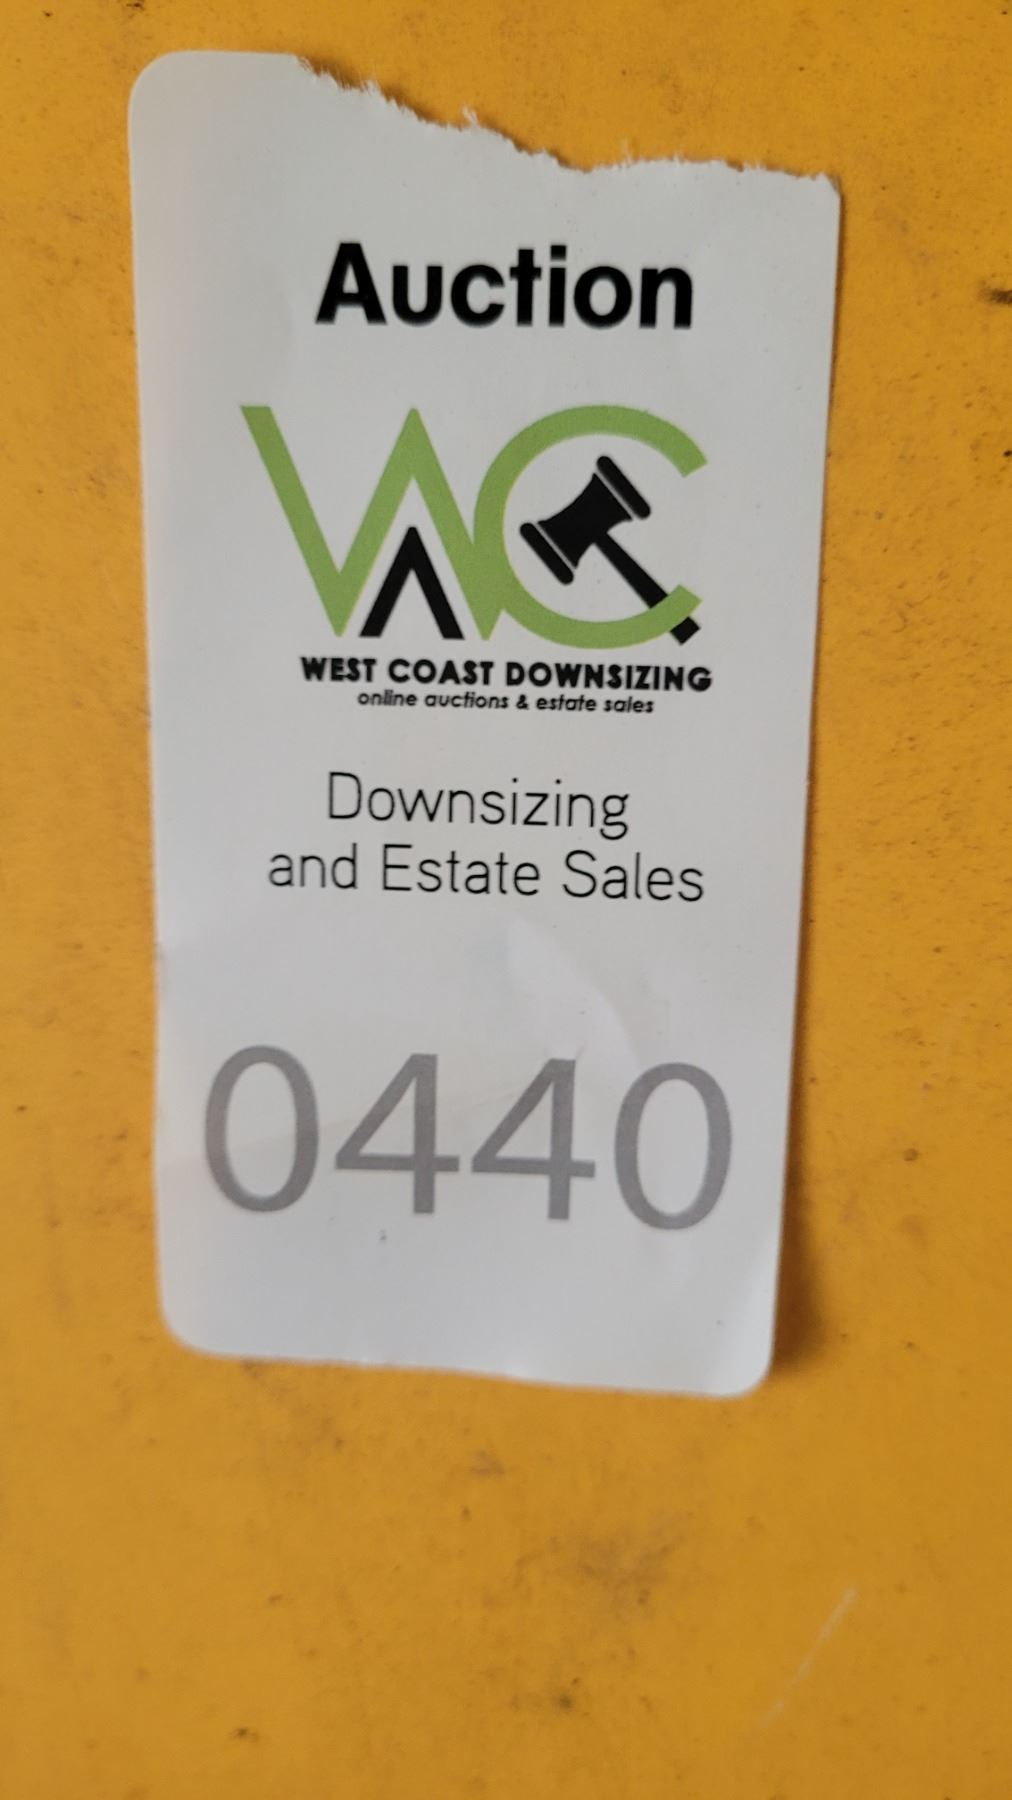 Auction
WC
WEST COAST DOWNSIZING
online auctions & estate sales
Downsizing
and Estate Sales
0440